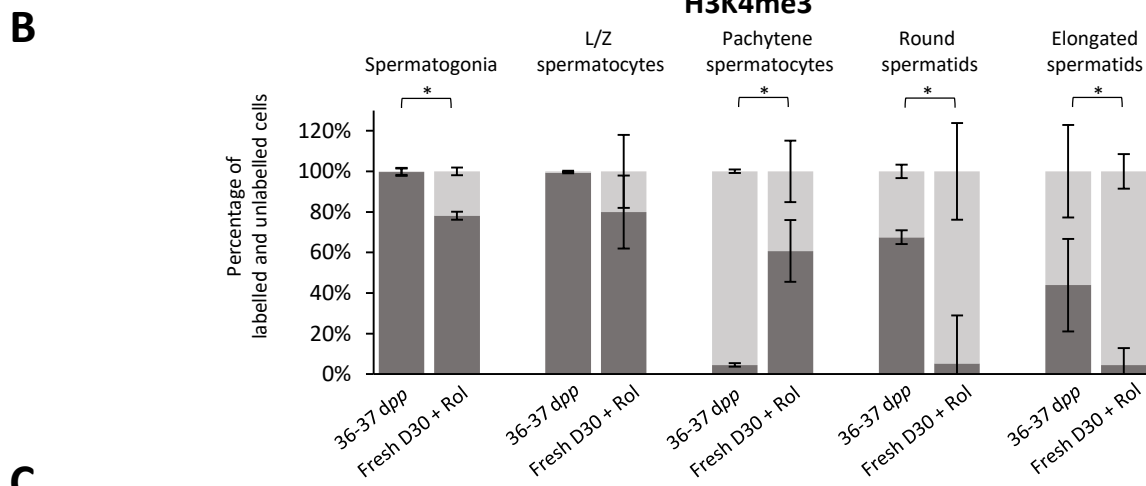 B
H3K4me3
Spermatogonia
L/Z
spermatocytes
Pachytene
spermatocytes
Round
spermatids
Elongated
spermatids
*
*
*
*
Percentage of
labelled and unlabelled cells
120%
100%
80%
60%
40%
20%
0%
36-37 dpp
Fresh D30 + Rol
36-37 dpp
Fresh D30 + Rol
36-37 dpp
Fresh D30 + Rol
36-37 dpp
Fresh D30 + Rol
36-37 dpp
Fresh D30 + Rol
C